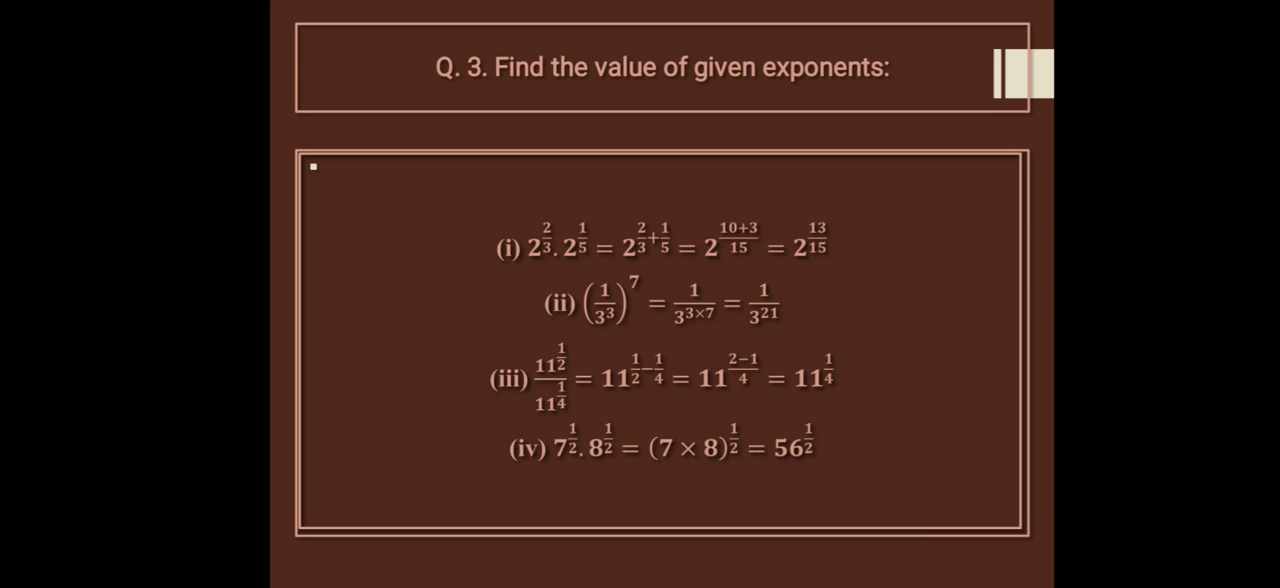 Q. 3. Find the value of given exponents:
(i) 2^{2/3}. 2^{1/5} = 2^{2/3+1/5} = 2^{(10+3)/15} = 2^{13/15}
(ii) (1/3^3)^7 = 1/3^{3×7} = 1/3^{21}
(iii) 11^{1/2}/11^{1/4} = 11^{1/2−1/4} = 11^{(2−1)/4} = 11^{1/4}
(iv) 7^{1/2}. 8^{1/2} = (7 × 8)^{1/2} = 56^{1/2}